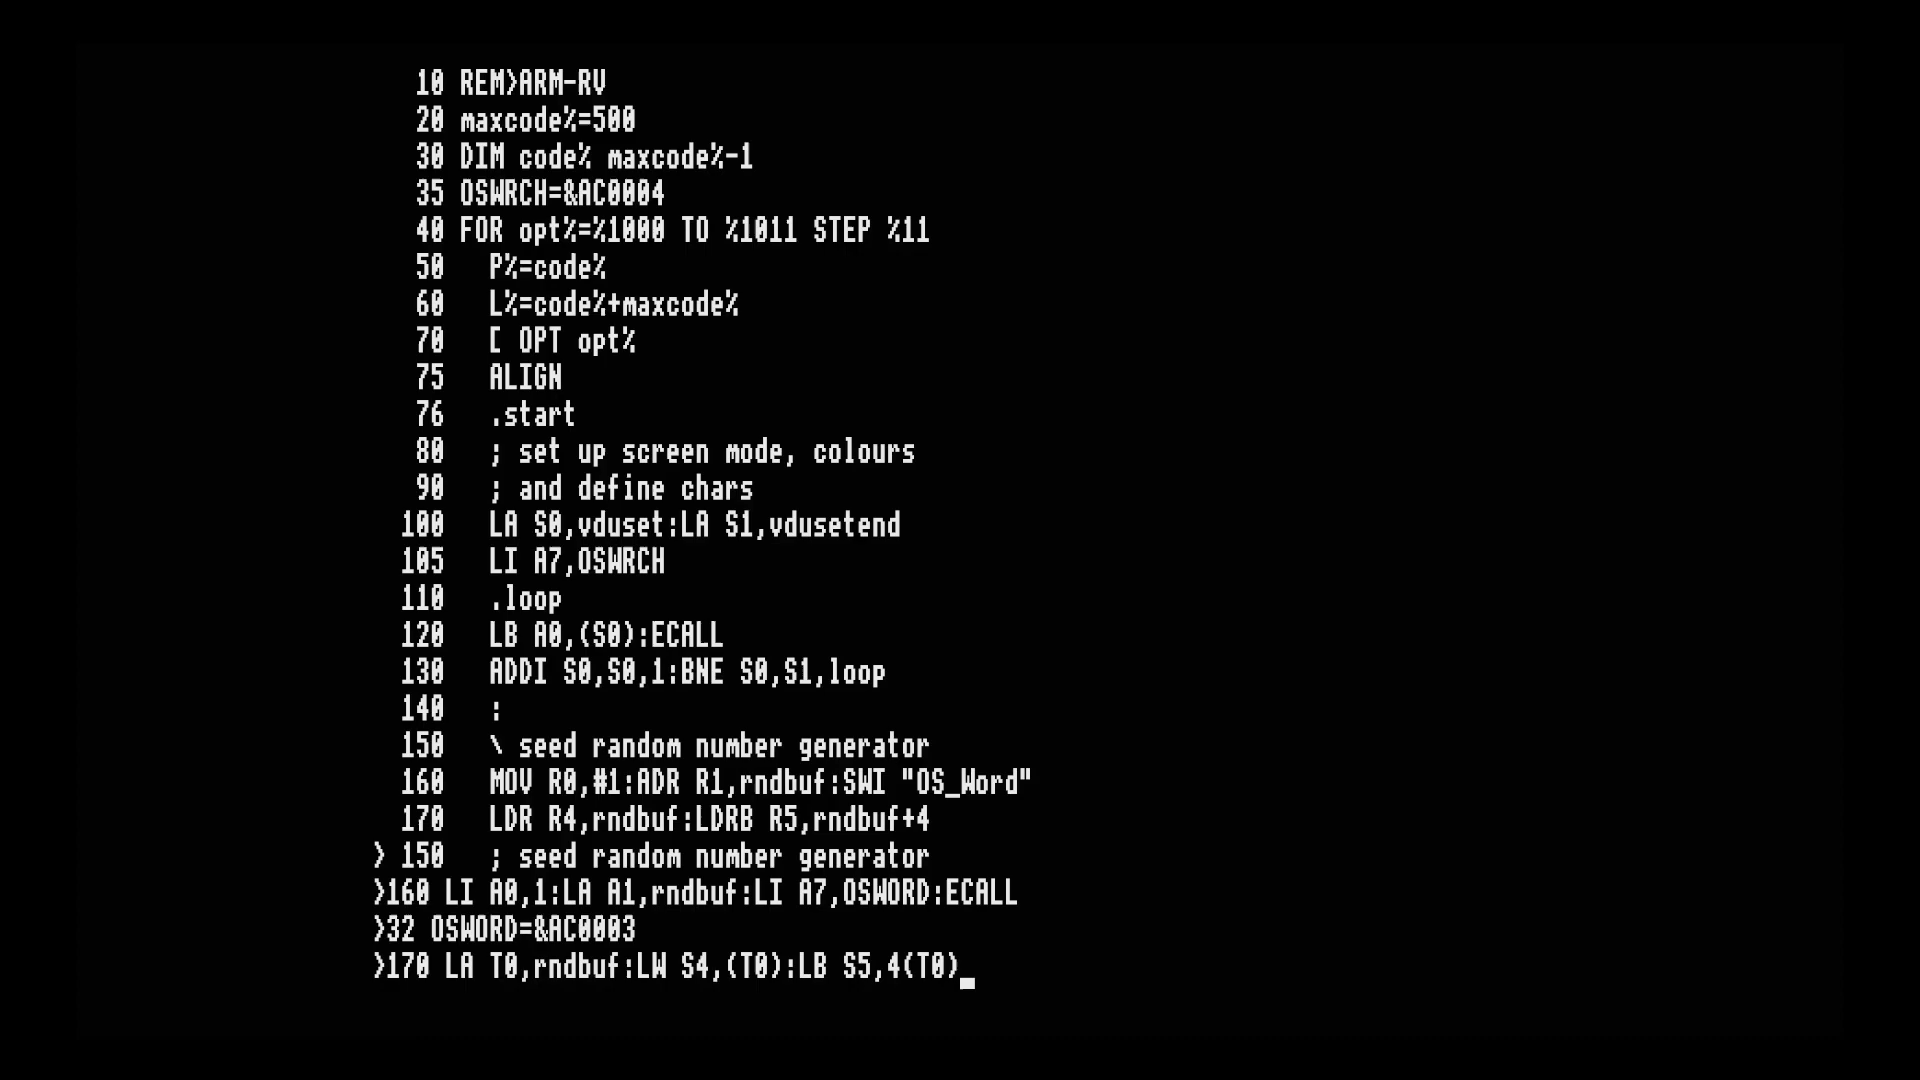 10 REM>ARM-RV
20 maxcode%=500
30 DIM code% maxcode%-1
35 OSWRCH=&AC0004
40 FOR opt%=%1000 TO %1011 STEP %11
50   P%=code%
60   L%=code%+maxcode%
70   [ OPT opt%
75   ALIGN
76   .start
80   ; set up screen mode, colours
90   ; and define chars
100   LA S0,vduset:LA S1,vdusetend
105   LI A7,OSWRCH
110   .loop
120   LB A0,(S0):ECALL
130   ADDI S0,S0,1:BNE S0,S1,loop
140   :
150   \ seed random number generator
160   MOV R0,#1:ADR R1,rndbuf:SWI "OS_Word"
170   LDR R4,rndbuf:LDRB R5,rndbuf+4
> 150   ; seed random number generator
>160 LI A0,1:LA A1,rndbuf:LI A7,OSWORD:ECALL
>32 OSWORD=&AC0003
>170 LA T0,rndbuf:LW S4,(T0):LB S5,4(T0)_